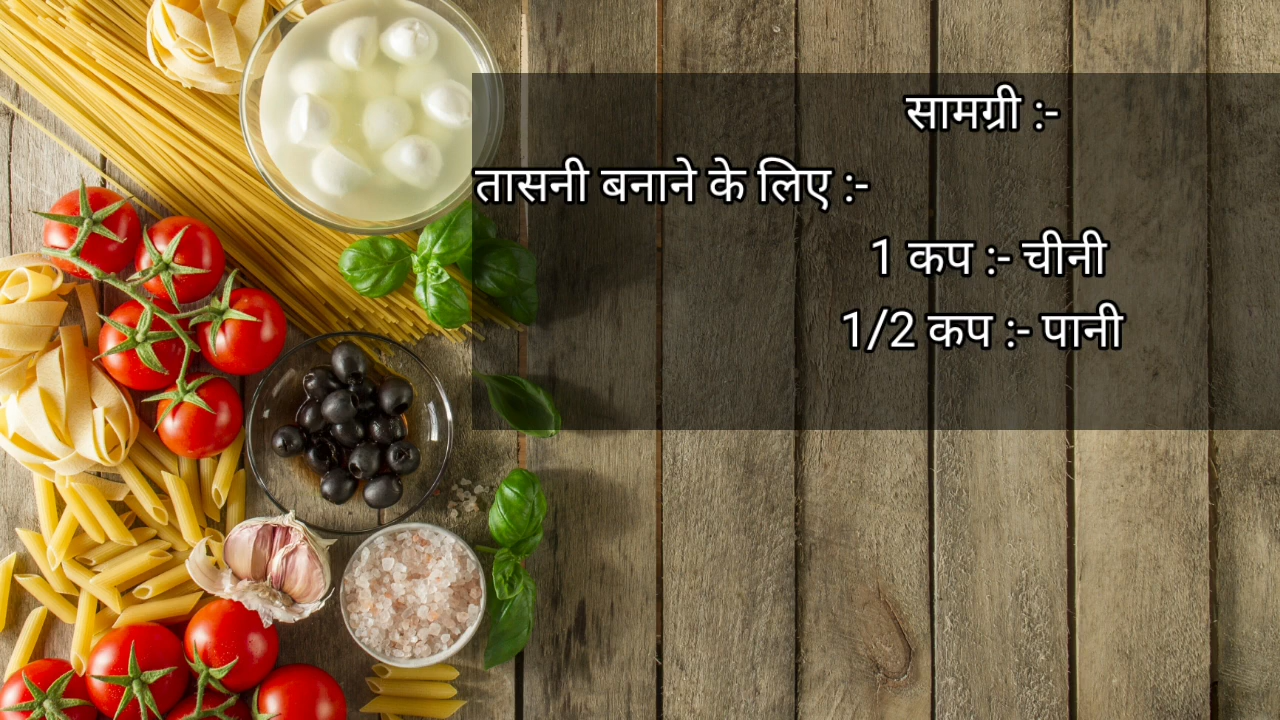 सामग्री :-
तासनी बनाने के लिए :-
1 कप :- चीनी
1/2 कप :- पानी